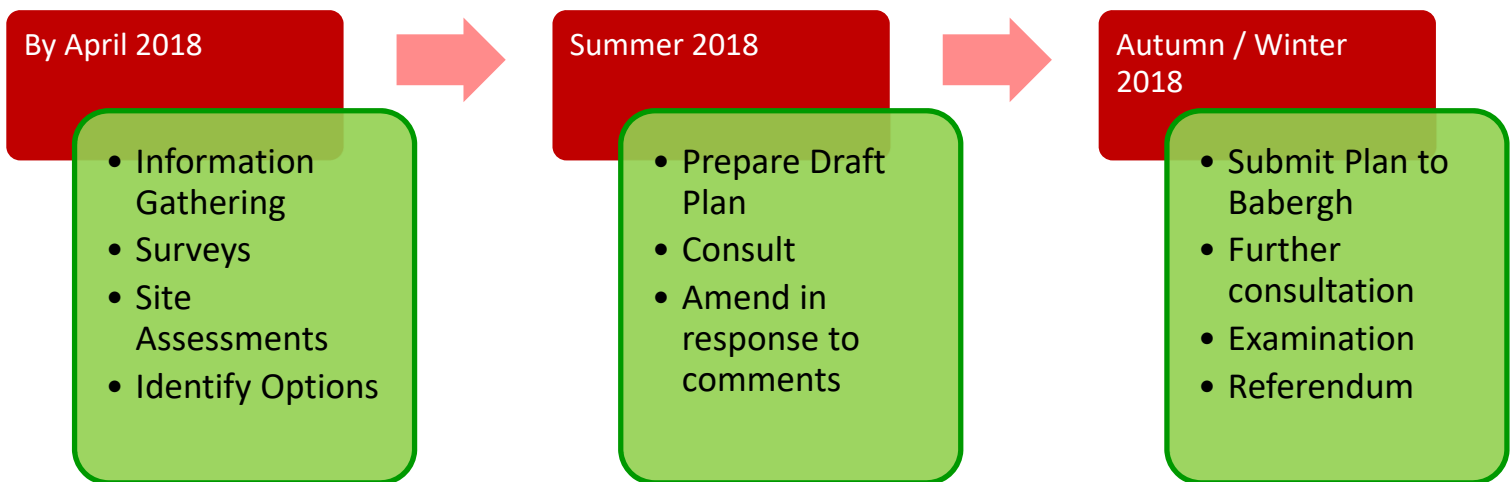 By April 2018
• Information
Gathering
• Surveys
• Site
Assessments
• Identify Options
Summer 2018
• Prepare Draft
Plan
• Consult
• Amend in
response to
comments
Autumn / Winter
2018
• Submit Plan to
Babergh
• Further
consultation
• Examination
• Referendum